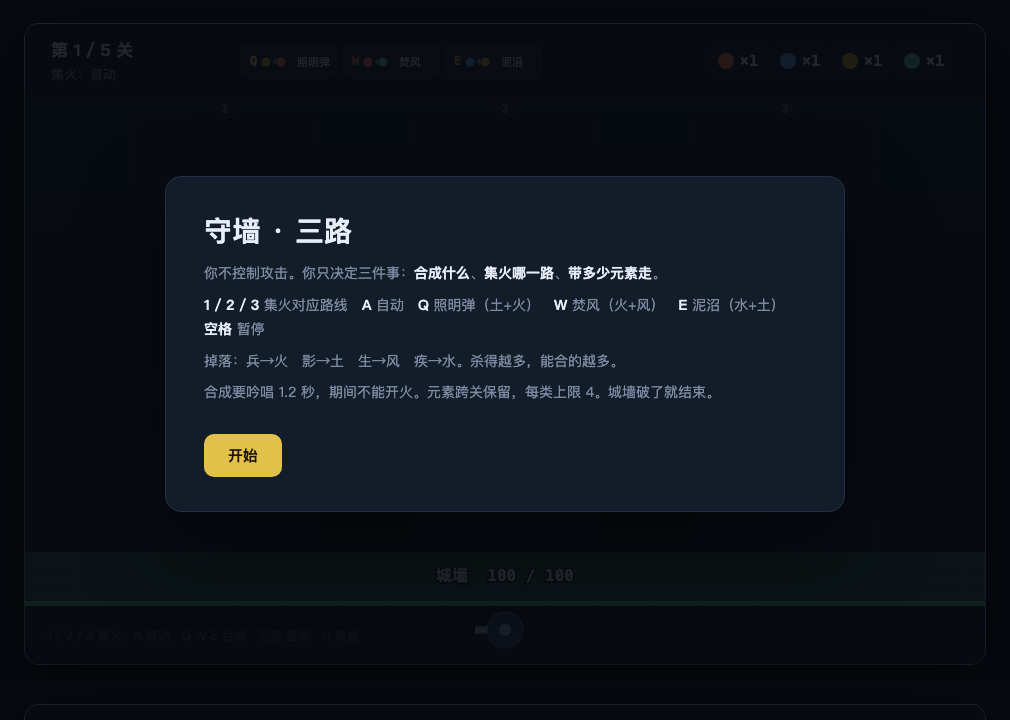 第 1 / 5 关
集火：自动
Q 照明弹 W 焚风 E 泥沼
×1 ×1 ×1 ×1
1 2 3
守墙 · 三路
你不控制攻击。你只决定三件事：合成什么、集火哪一路、带多少元素走。
1 / 2 / 3 集火对应路线 A 自动 Q 照明弹（土+火） W 焚风（火+风） E 泥沼（水+土）
空格 暂停
掉落：兵→火 影→土 生→风 疾→水。杀得越多，能合的越多。
合成要吟唱 1.2 秒，期间不能开火。元素跨关保留，每类上限 4。城墙破了就结束。
开始
城墙 100 / 100
1 / 2 / 3 集火 · A 自动 · Q W E 合成 · 空格 暂停 · H